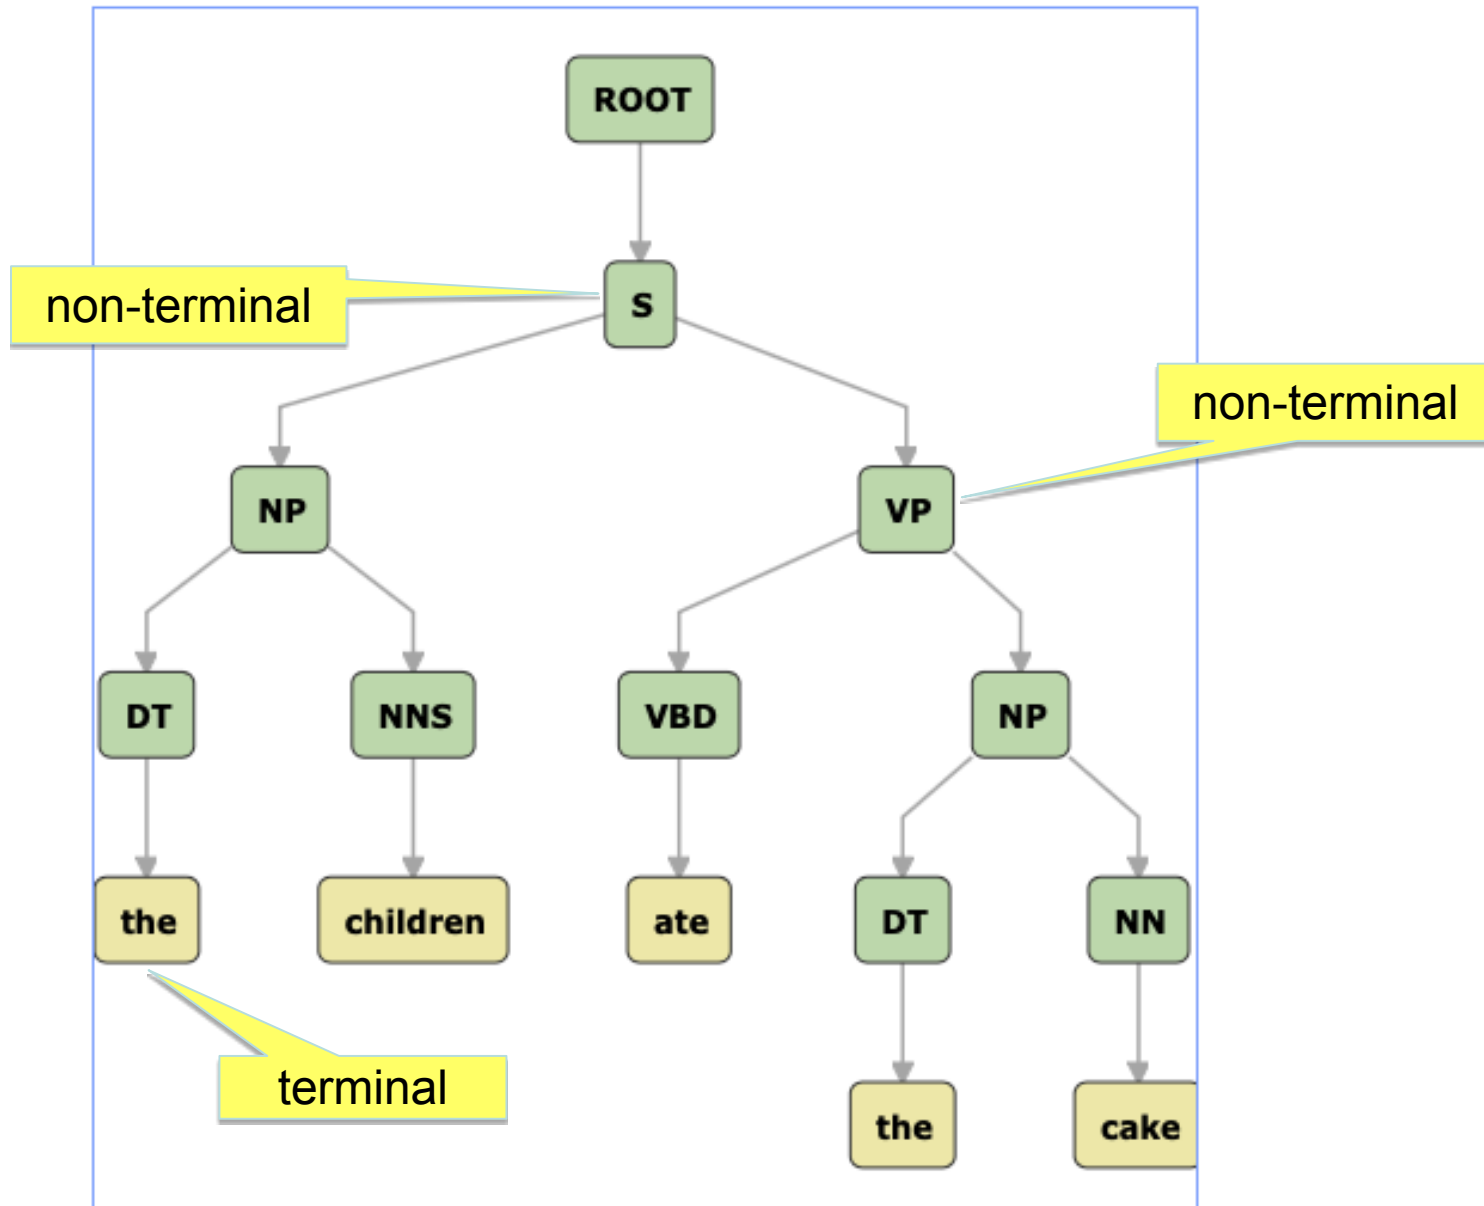 ROOT
non-terminal
S
non-terminal
NP
VP
DT
NNS
VBD
NP
the
children
ate
DT
NN
terminal
the
cake